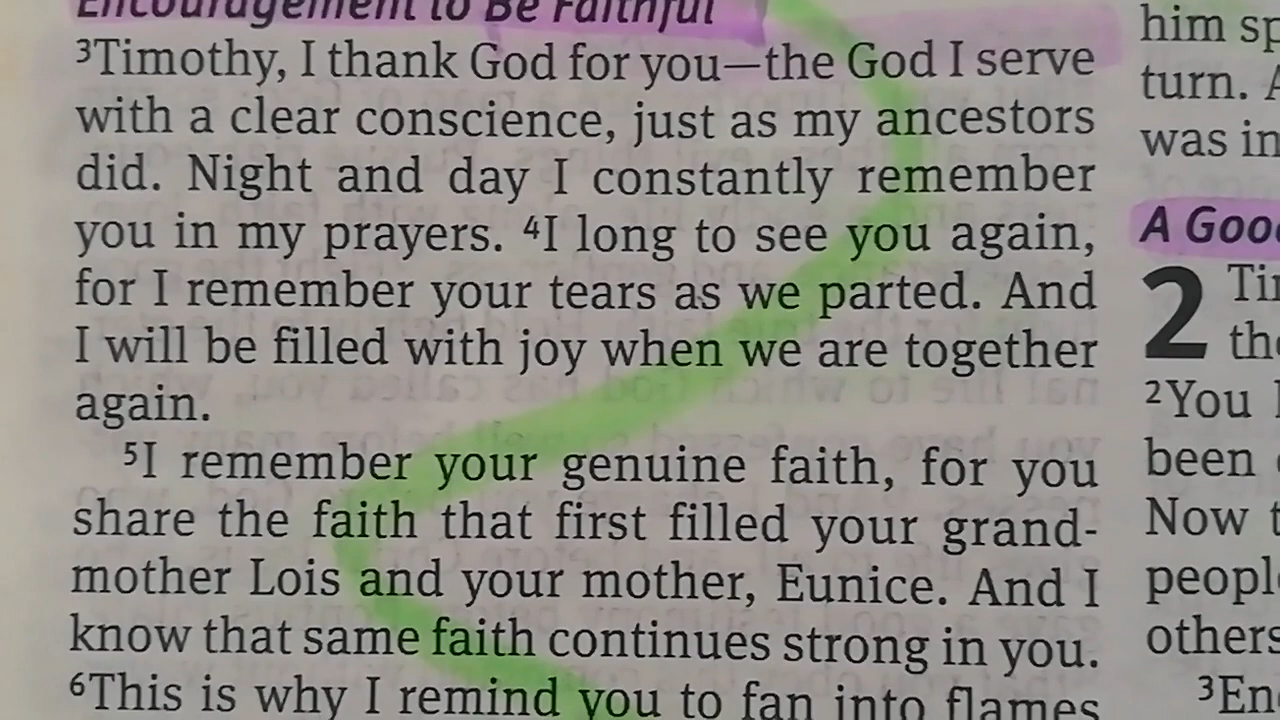 Encouragement to Be Faithful
³Timothy, I thank God for you—the God I serve
with a clear conscience, just as my ancestors
did. Night and day I constantly remember
you in my prayers. ⁴I long to see you again,
for I remember your tears as we parted. And
I will be filled with joy when we are together
again.
⁵I remember your genuine faith, for you
share the faith that first filled your grand-
mother Lois and your mother, Eunice. And I
know that same faith continues strong in you.
⁶This is why I remind you to fan into flames
him
turn.
was in
A
2
²You
been
Now
others
³